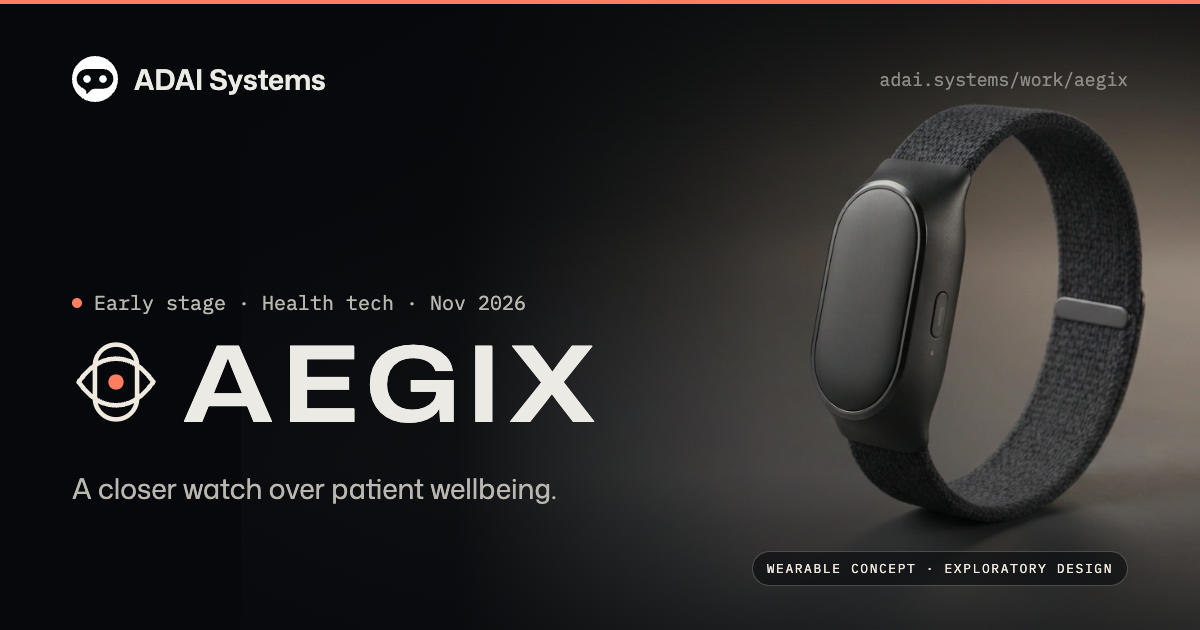 ADAI Systems
adai.systems/work/aegix
Early stage · Health tech · Nov 2026
AEGIX
A closer watch over patient wellbeing.
WEARABLE CONCEPT · EXPLORATORY DESIGN